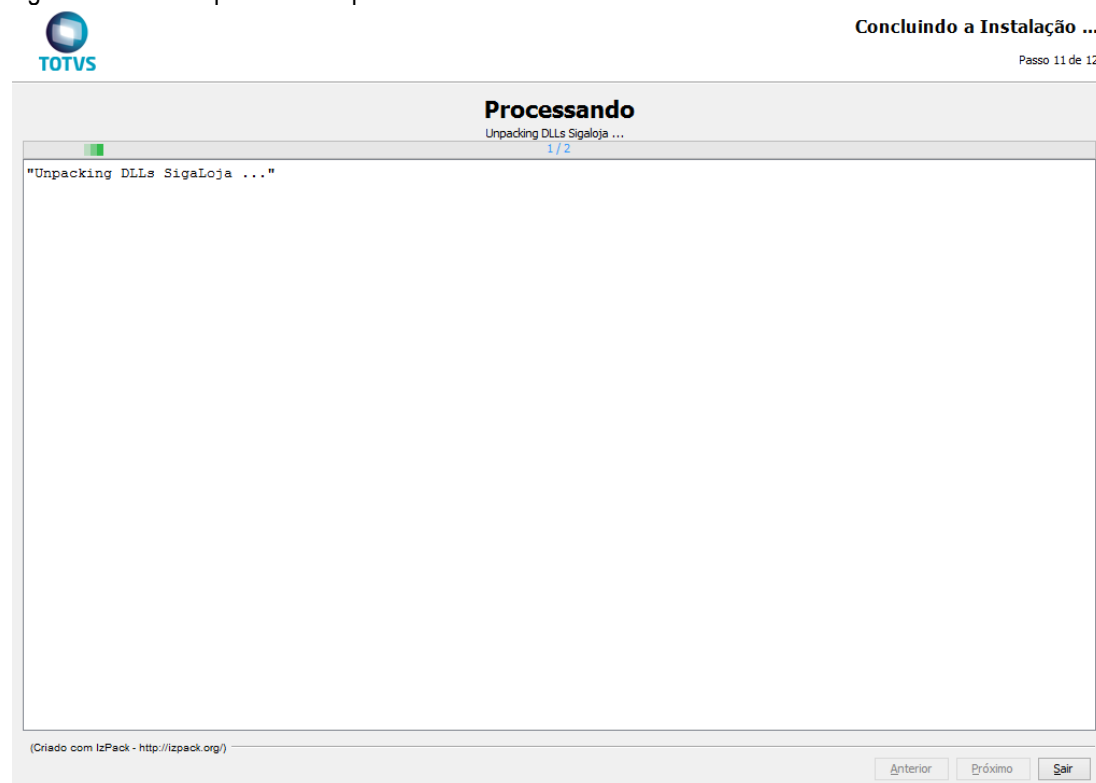 Concluindo a Instalação ...
TOTVS
Passo 11 de 12
Processando
Unpacking DLLs Sigaloja ...
1 / 2
"Unpacking DLLs SigaLoja ..."
(Criado com IzPack - http://izpack.org/)
Anterior Próximo Sair